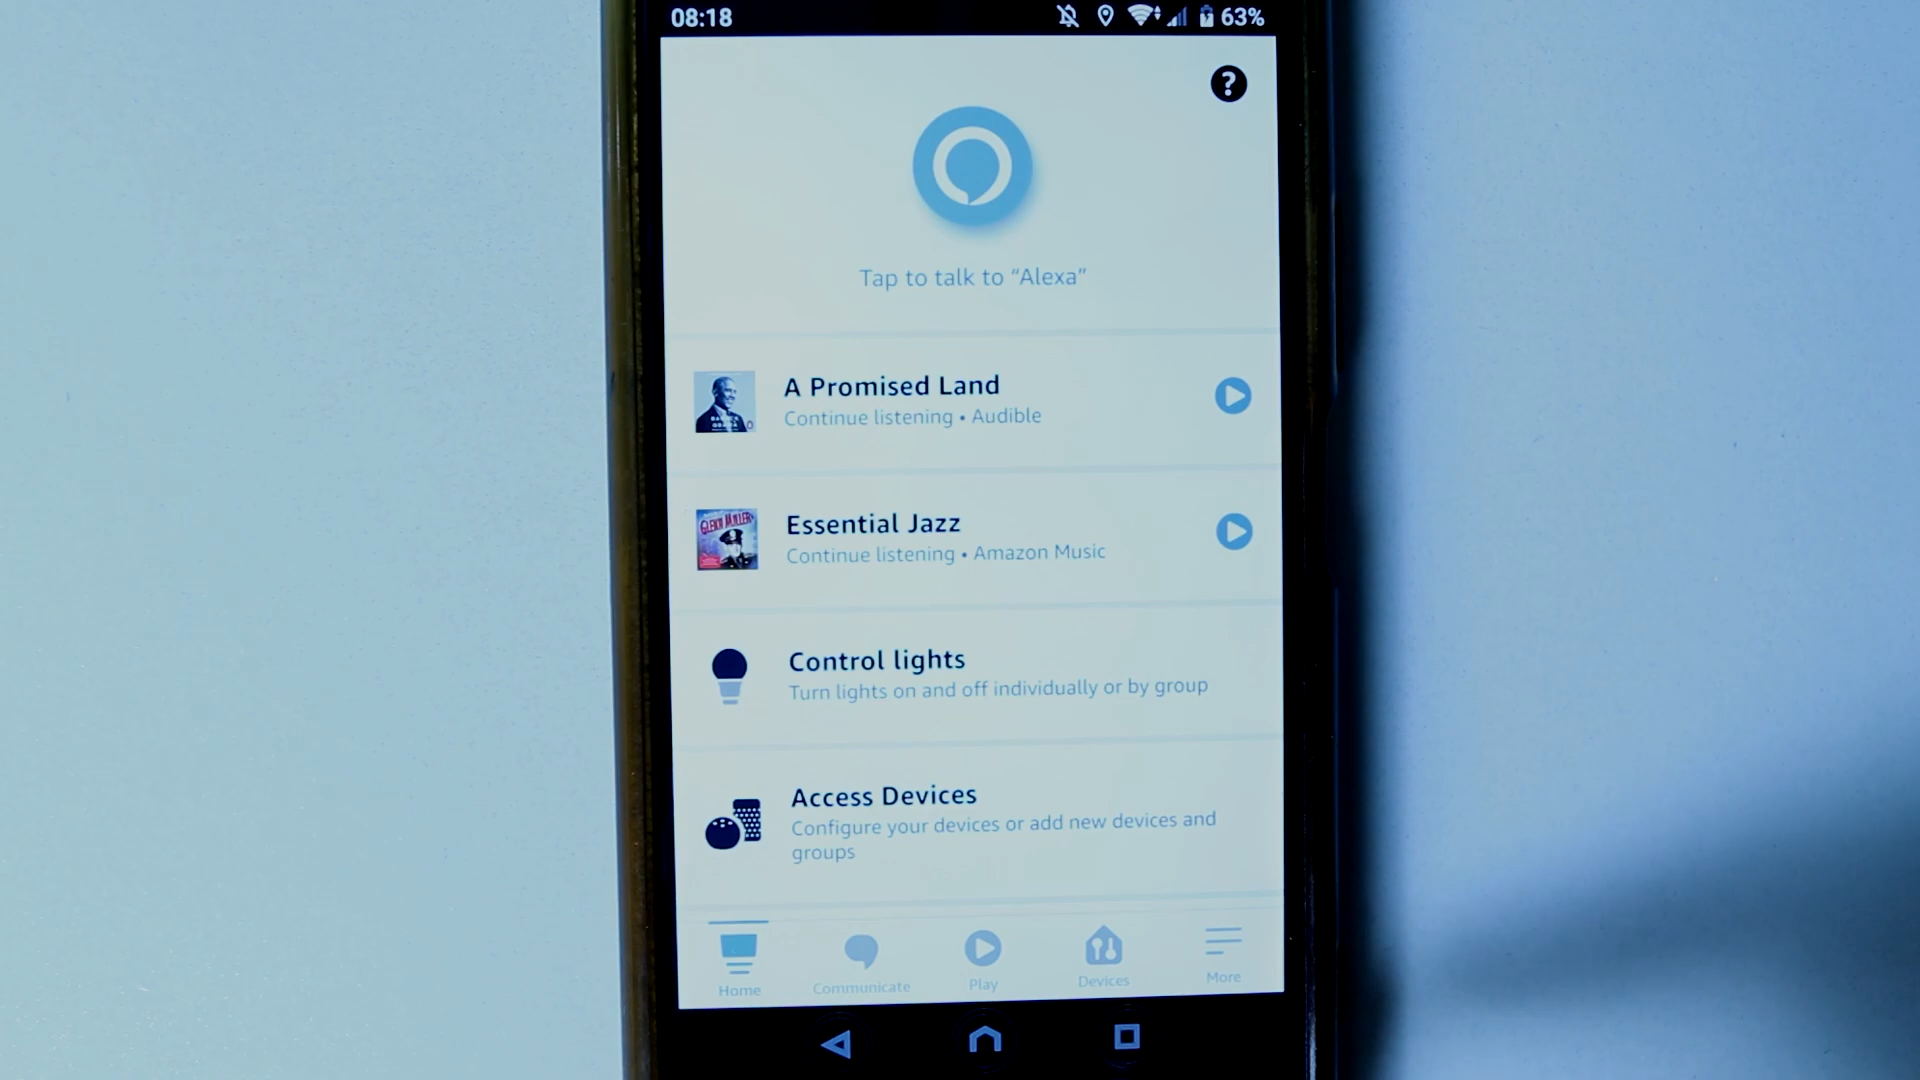 08:18
63%
?
Tap to talk to “Alexa”
A Promised Land
Continue listening • Audible
Essential Jazz
GLENN MILLER
Continue listening • Amazon Music
Control lights
Turn lights on and off individually or by group
Access Devices
Configure your devices or add new devices and
groups
Home
Communicate
Play
Devices
More